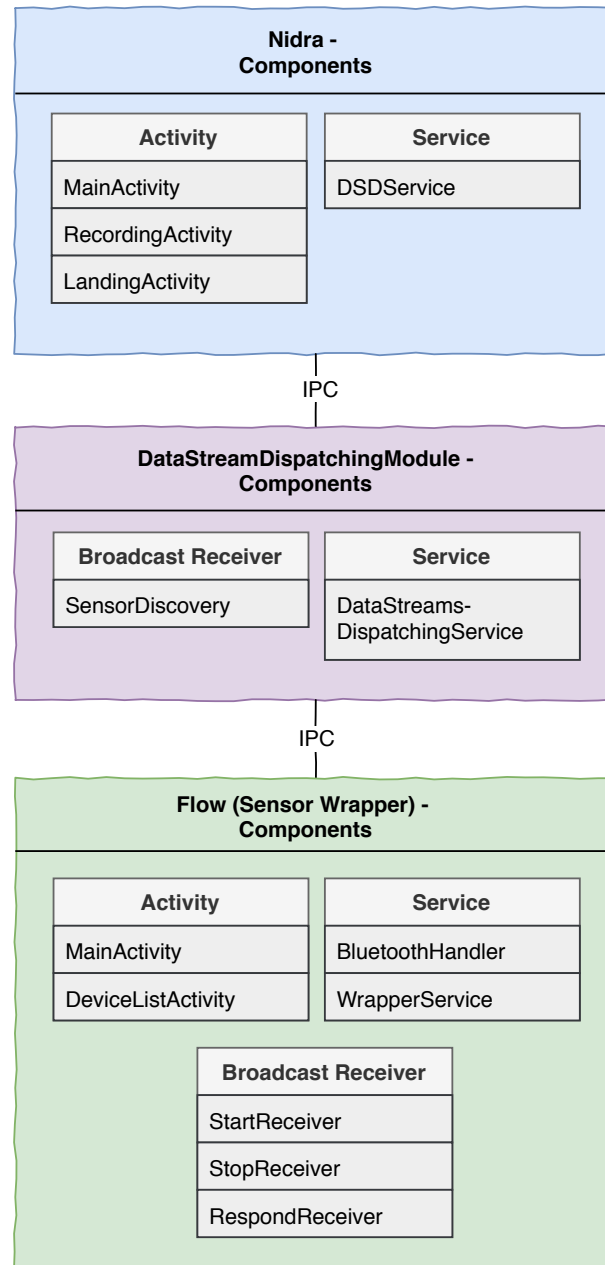 Nidra -
Components
Activity
MainActivity
RecordingActivity
LandingActivity
Service
DSDService
IPC
DataStreamDispatchingModule -
Components
Broadcast Receiver
SensorDiscovery
Service
DataStreams-
DispatchingService
IPC
Flow (Sensor Wrapper) -
Components
Activity
MainActivity
DeviceListActivity
Service
BluetoothHandler
WrapperService
Broadcast Receiver
StartReceiver
StopReceiver
RespondReceiver